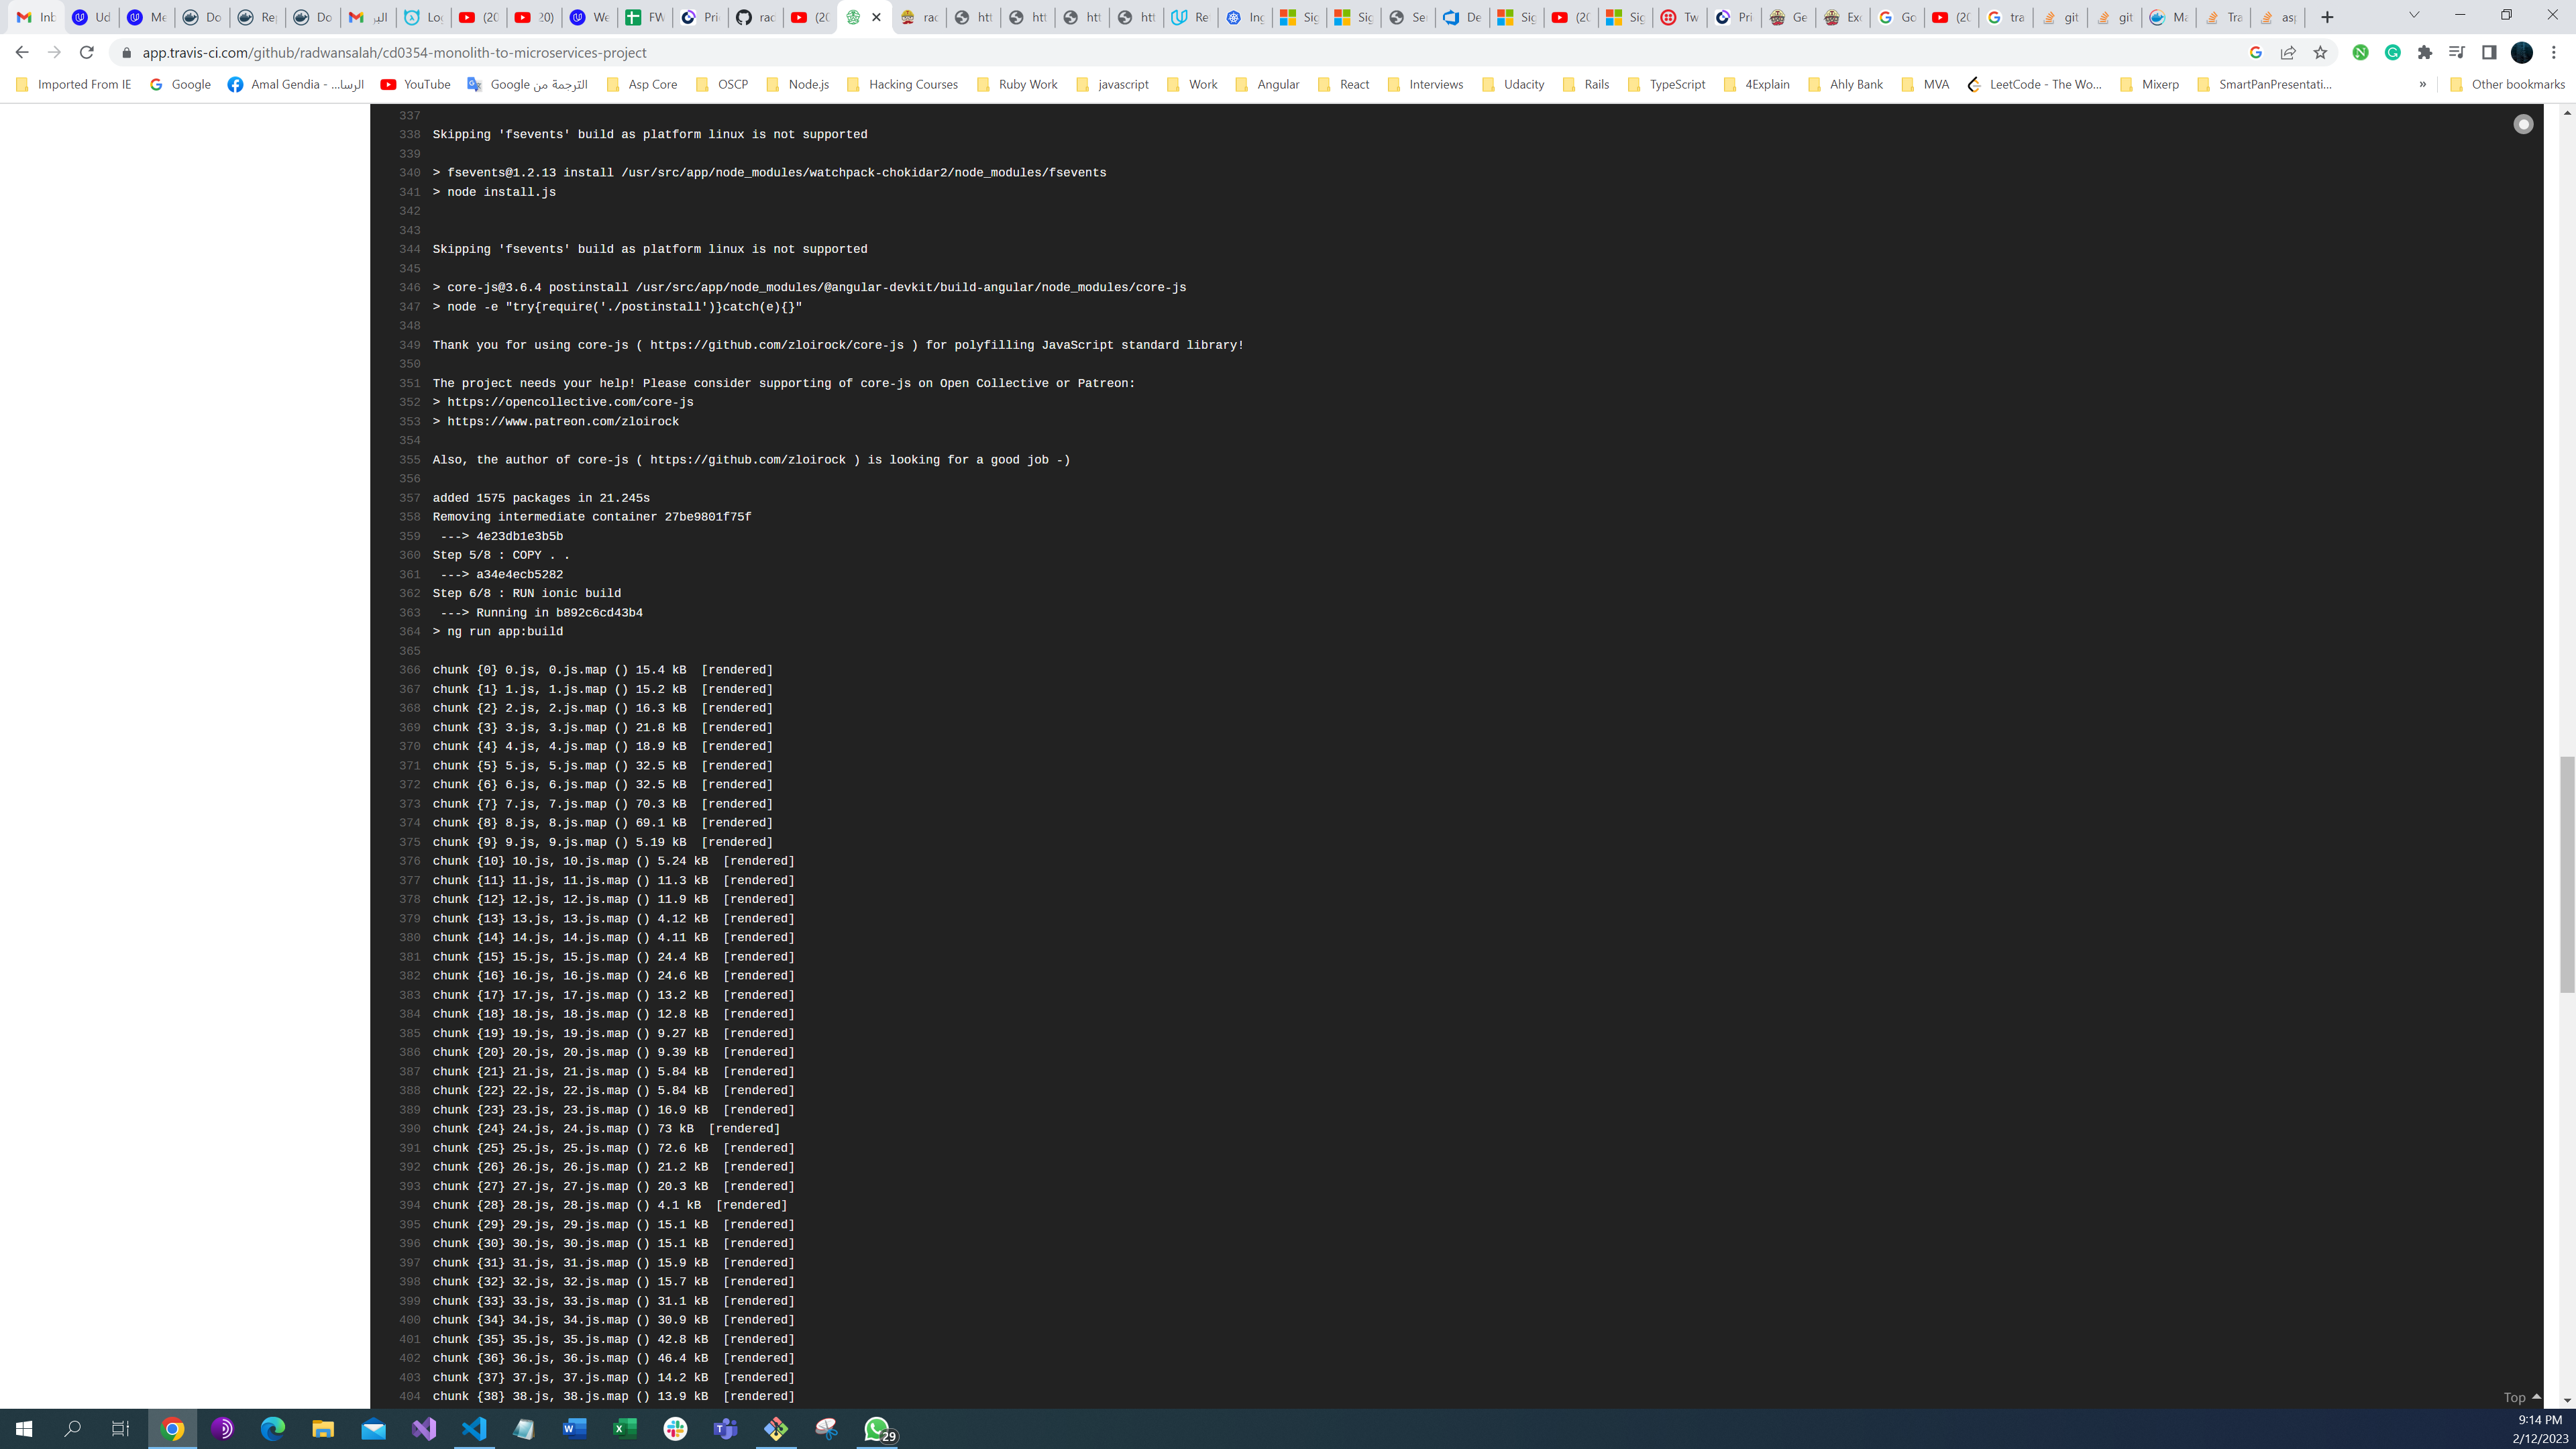 Inb
Ud
Me
Do
Rep
Do
Log
(20
20)
We
FW
Pri
rad
(20
rad
htt
htt
htt
htt
Re
Ing
Sig
Sig
Se
De
Sig
(20
Sig
Tw
Pri
Ge
Exc
Go
(20
tra
git
git
Ma
Tra
asp
app.travis-ci.com/github/radwansalah/cd0354-monolith-to-microservices-project
Imported From IE
Google
Amal Gendia - ...الرسا
YouTube
الترجمة من Google
Asp Core
OSCP
Node.js
Hacking Courses
Ruby Work
javascript
Work
Angular
React
Interviews
Udacity
Rails
TypeScript
4Explain
Ahly Bank
MVA
LeetCode - The Wo...
Mixerp
SmartPanPresentati...
»
Other bookmarks
337
338 Skipping 'fsevents' build as platform linux is not supported
339
340 > fsevents@1.2.13 install /usr/src/app/node_modules/watchpack-chokidar2/node_modules/fsevents
341 > node install.js
342
343
344 Skipping 'fsevents' build as platform linux is not supported
345
346 > core-js@3.6.4 postinstall /usr/src/app/node_modules/@angular-devkit/build-angular/node_modules/core-js
347 > node -e "try{require('./postinstall')}catch(e){}"
348
349 Thank you for using core-js ( https://github.com/zloirock/core-js ) for polyfilling JavaScript standard library!
350
351 The project needs your help! Please consider supporting of core-js on Open Collective or Patreon:
352 > https://opencollective.com/core-js
353 > https://www.patreon.com/zloirock
354
355 Also, the author of core-js ( https://github.com/zloirock ) is looking for a good job -)
356
357 added 1575 packages in 21.245s
358 Removing intermediate container 27be9801f75f
359 ---> 4e23db1e3b5b
360 Step 5/8 : COPY . .
361 ---> a34e4ecb5282
362 Step 6/8 : RUN ionic build
363 ---> Running in b892c6cd43b4
364 > ng run app:build
365
366 chunk {0} 0.js, 0.js.map () 15.4 kB [rendered]
367 chunk {1} 1.js, 1.js.map () 15.2 kB [rendered]
368 chunk {2} 2.js, 2.js.map () 16.3 kB [rendered]
369 chunk {3} 3.js, 3.js.map () 21.8 kB [rendered]
370 chunk {4} 4.js, 4.js.map () 18.9 kB [rendered]
371 chunk {5} 5.js, 5.js.map () 32.5 kB [rendered]
372 chunk {6} 6.js, 6.js.map () 32.5 kB [rendered]
373 chunk {7} 7.js, 7.js.map () 70.3 kB [rendered]
374 chunk {8} 8.js, 8.js.map () 69.1 kB [rendered]
375 chunk {9} 9.js, 9.js.map () 5.19 kB [rendered]
376 chunk {10} 10.js, 10.js.map () 5.24 kB [rendered]
377 chunk {11} 11.js, 11.js.map () 11.3 kB [rendered]
378 chunk {12} 12.js, 12.js.map () 11.9 kB [rendered]
379 chunk {13} 13.js, 13.js.map () 4.12 kB [rendered]
380 chunk {14} 14.js, 14.js.map () 4.11 kB [rendered]
381 chunk {15} 15.js, 15.js.map () 24.4 kB [rendered]
382 chunk {16} 16.js, 16.js.map () 24.6 kB [rendered]
383 chunk {17} 17.js, 17.js.map () 13.2 kB [rendered]
384 chunk {18} 18.js, 18.js.map () 12.8 kB [rendered]
385 chunk {19} 19.js, 19.js.map () 9.27 kB [rendered]
386 chunk {20} 20.js, 20.js.map () 9.39 kB [rendered]
387 chunk {21} 21.js, 21.js.map () 5.84 kB [rendered]
388 chunk {22} 22.js, 22.js.map () 5.84 kB [rendered]
389 chunk {23} 23.js, 23.js.map () 16.9 kB [rendered]
390 chunk {24} 24.js, 24.js.map () 73 kB [rendered]
391 chunk {25} 25.js, 25.js.map () 72.6 kB [rendered]
392 chunk {26} 26.js, 26.js.map () 21.2 kB [rendered]
393 chunk {27} 27.js, 27.js.map () 20.3 kB [rendered]
394 chunk {28} 28.js, 28.js.map () 4.1 kB [rendered]
395 chunk {29} 29.js, 29.js.map () 15.1 kB [rendered]
396 chunk {30} 30.js, 30.js.map () 15.1 kB [rendered]
397 chunk {31} 31.js, 31.js.map () 15.9 kB [rendered]
398 chunk {32} 32.js, 32.js.map () 15.7 kB [rendered]
399 chunk {33} 33.js, 33.js.map () 31.1 kB [rendered]
400 chunk {34} 34.js, 34.js.map () 30.9 kB [rendered]
401 chunk {35} 35.js, 35.js.map () 42.8 kB [rendered]
402 chunk {36} 36.js, 36.js.map () 46.4 kB [rendered]
403 chunk {37} 37.js, 37.js.map () 14.2 kB [rendered]
404 chunk {38} 38.js, 38.js.map () 13.9 kB [rendered]
Top
29
9:14 PM
2/12/2023